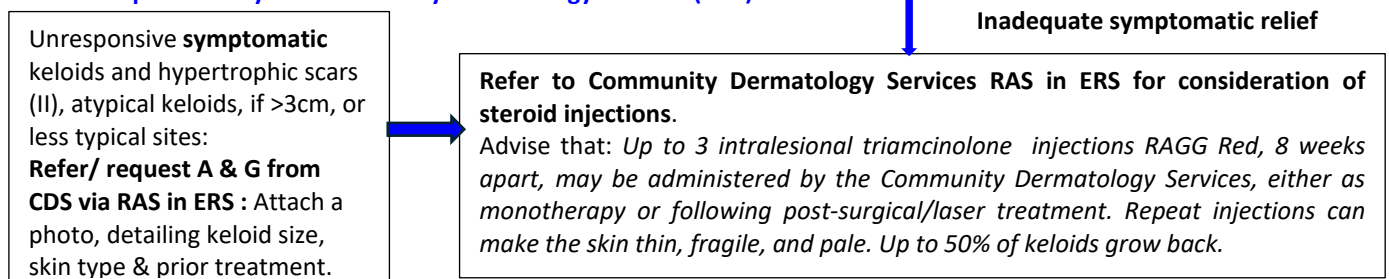 Inadequate symptomatic relief
Unresponsive symptomatic
keloids and hypertrophic scars
(II), atypical keloids, if >3cm, or
less typical sites:
Refer/ request A & G from
CDS via RAS in ERS : Attach a
photo, detailing keloid size,
skin type & prior treatment.
Refer to Community Dermatology Services RAS in ERS for consideration of
steroid injections.
Advise that: Up to 3 intralesional triamcinolone injections RAGG Red, 8 weeks
apart, may be administered by the Community Dermatology Services, either as
monotherapy or following post-surgical/laser treatment. Repeat injections can
make the skin thin, fragile, and pale. Up to 50% of keloids grow back.